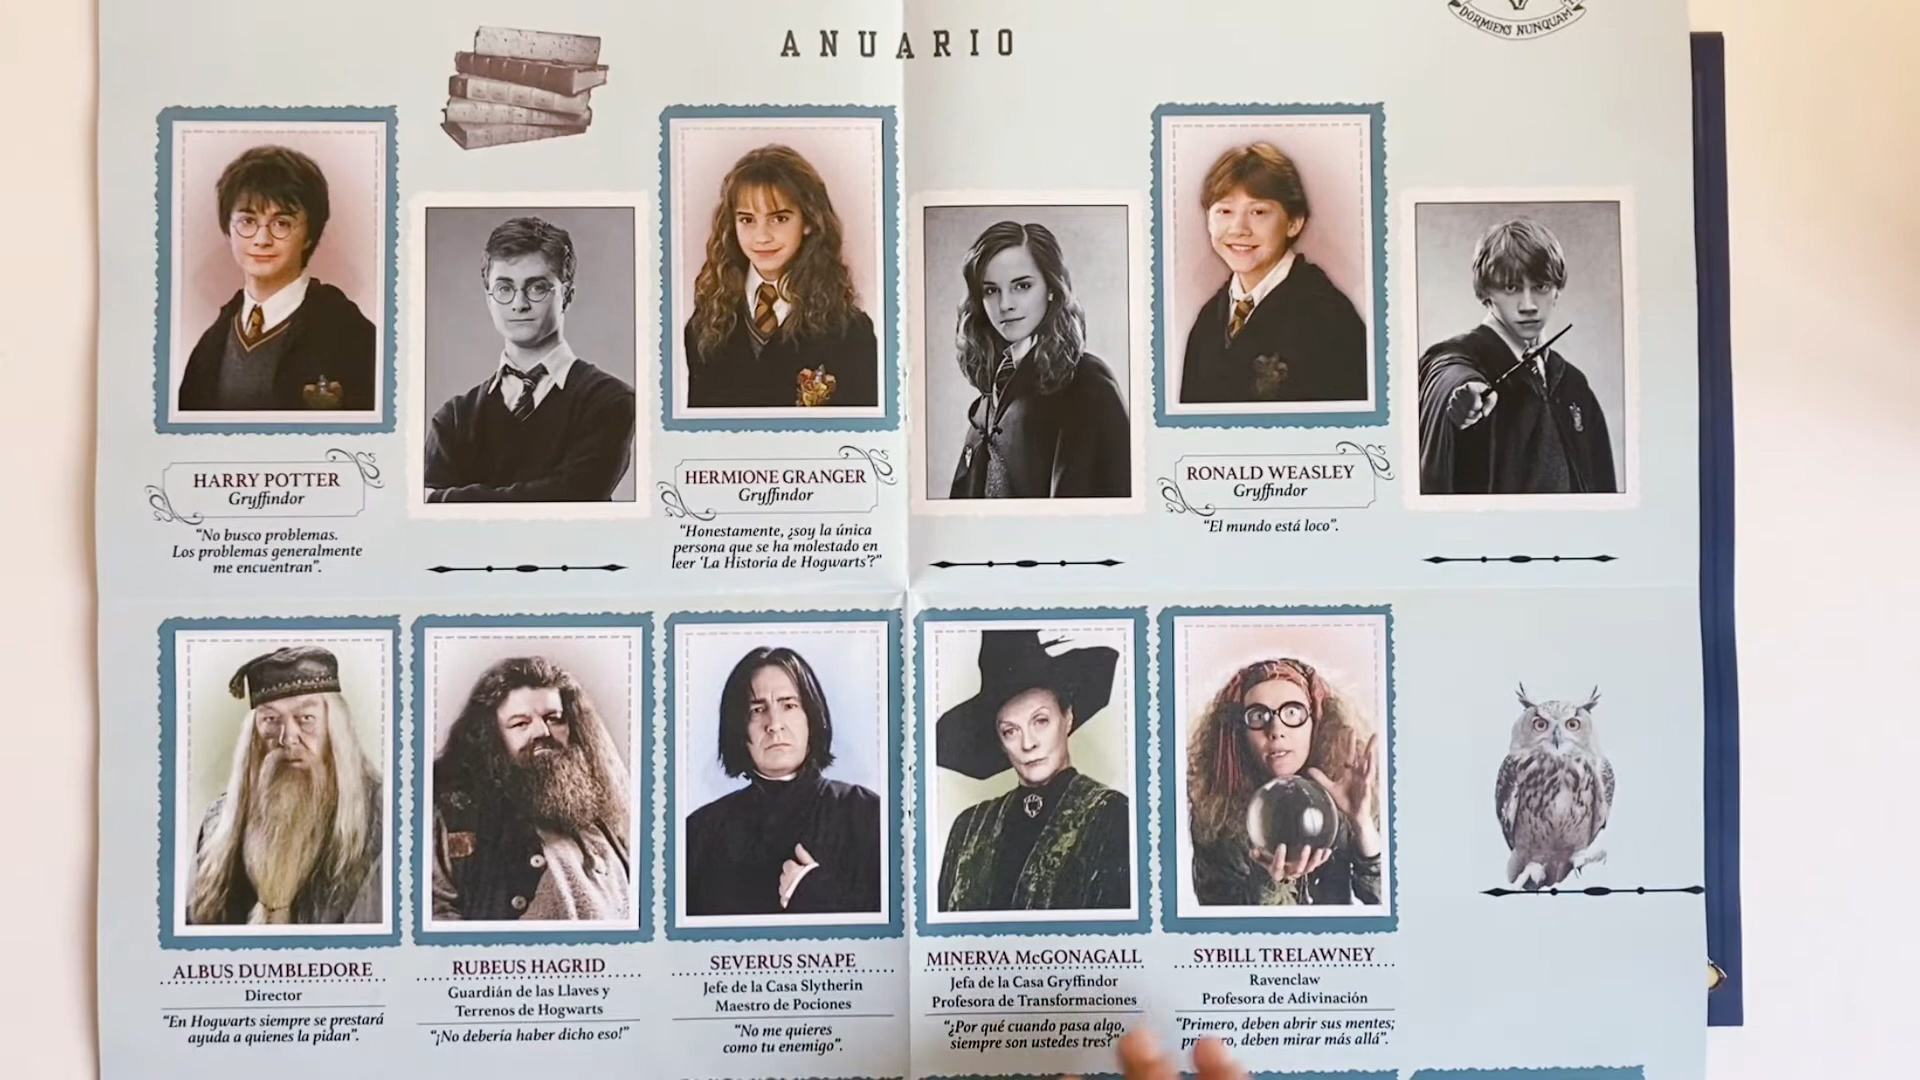 DORMIENS NUNQUAM
ANUARIO
HARRY POTTER
Gryffindor
“No busco problemas.
Los problemas generalmente
me encuentran”.
HERMIONE GRANGER
Gryffindor
“Honestamente, ¿soy la única
persona que se ha molestado en
leer ‘La Historia de Hogwarts’?”
RONALD WEASLEY
Gryffindor
“El mundo está loco”.
ALBUS DUMBLEDORE
Director
“En Hogwarts siempre se prestará
ayuda a quienes la pidan”.
RUBEUS HAGRID
Guardián de las Llaves y
Terrenos de Hogwarts
“¡No debería haber dicho eso!”
SEVERUS SNAPE
Jefe de la Casa Slytherin
Maestro de Pociones
“No me quieres
como tu enemigo”.
MINERVA McGONAGALL
Jefa de la Casa Gryffindor
Profesora de Transformaciones
“¿Por qué cuando pasa algo,
siempre son ustedes tres?”
SYBILL TRELAWNEY
Ravenclaw
Profesora de Adivinación
“Primero, deben abrir sus mentes;
primero, deben mirar más allá”.